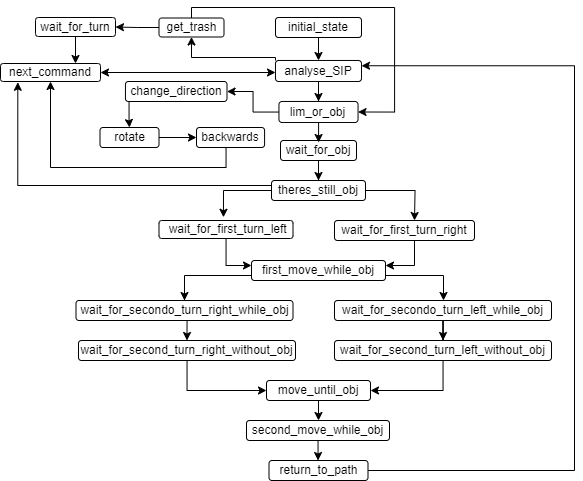 wait_for_turn
get_trash
initial_state
next_command
analyse_SIP
change_direction
lim_or_obj
rotate
backwards
wait_for_obj
theres_still_obj
wait_for_first_turn_left
wait_for_first_turn_right
first_move_while_obj
wait_for_secondo_turn_right_while_obj
wait_for_secondo_turn_left_while_obj
wait_for_second_turn_right_without_obj
wait_for_second_turn_left_without_obj
move_until_obj
second_move_while_obj
return_to_path